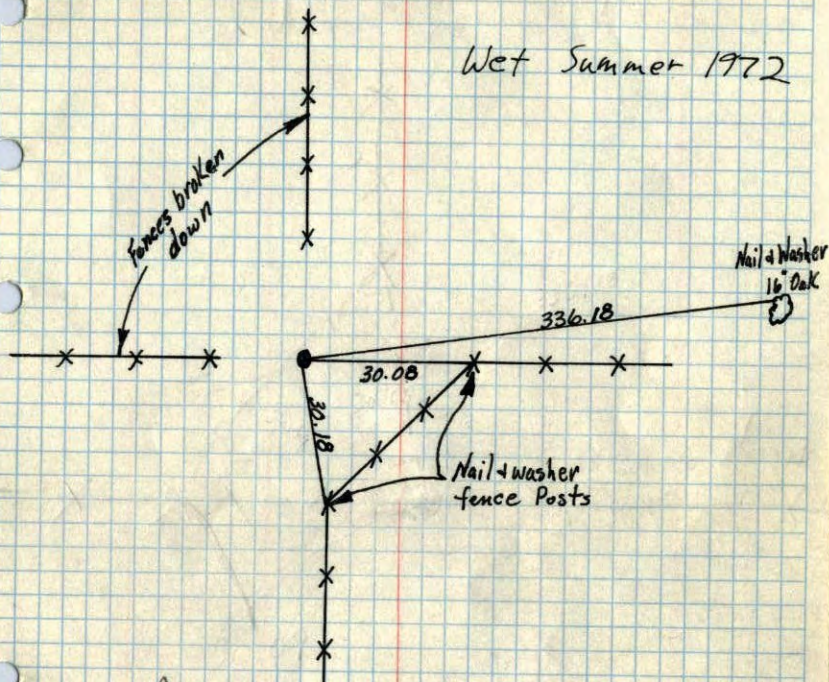 Wet Summer 1972
Fences broken
down
Nail & Washer
16" Oak
336.18
30.08
30.18
Nail & washer
fence Posts